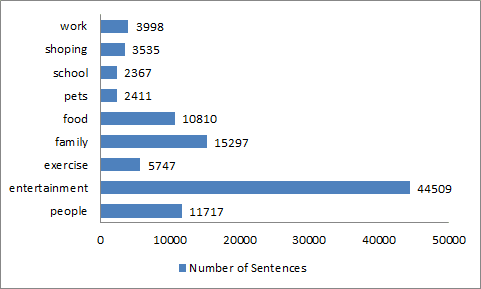 work 3998
shoping 3535
school 2367
pets 2411
food 10810
family 15297
exercise 5747
entertainment 44509
people 11717
0 10000 20000 30000 40000 50000
Number of Sentences